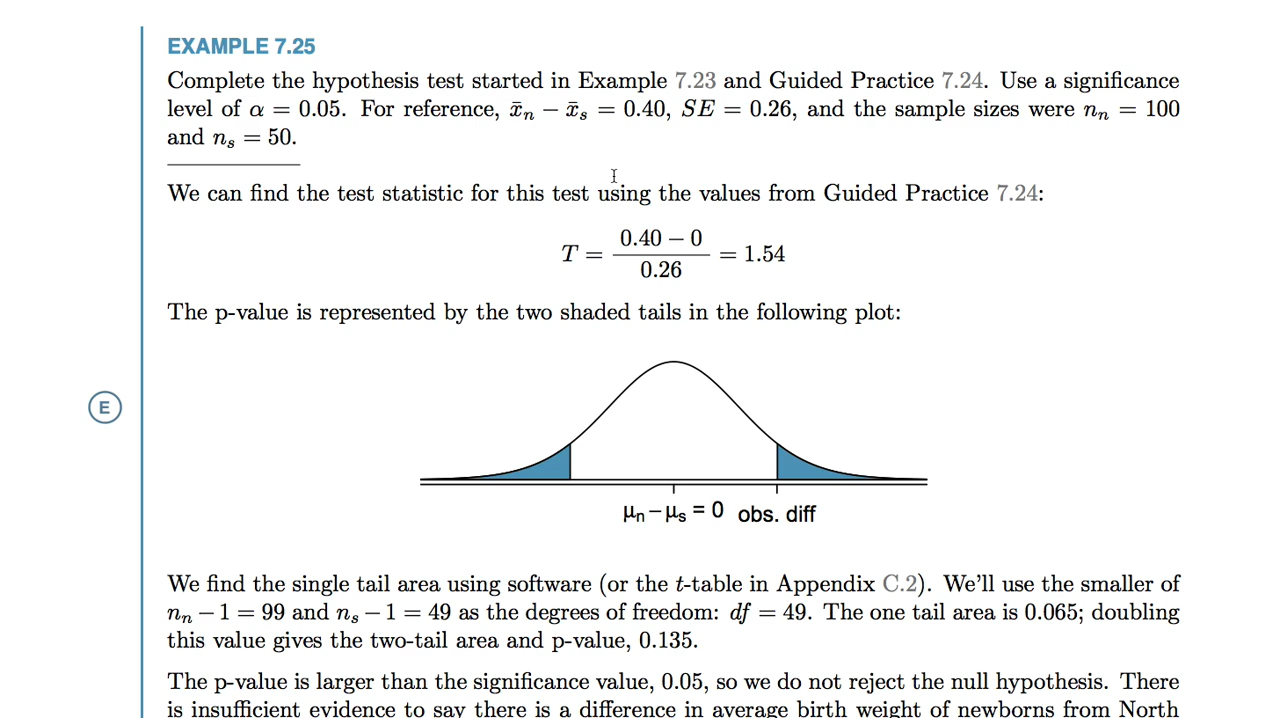 EXAMPLE 7.25
Complete the hypothesis test started in Example 7.23 and Guided Practice 7.24. Use a significance
level of α = 0.05. For reference, x̄ₙ − x̄ₛ = 0.40, SE = 0.26, and the sample sizes were nₙ = 100
and nₛ = 50.
We can find the test statistic for this test using the values from Guided Practice 7.24:
T = (0.40 − 0) / 0.26 = 1.54
The p-value is represented by the two shaded tails in the following plot:
E
μₙ − μₛ = 0 obs. diff
We find the single tail area using software (or the t-table in Appendix C.2). We'll use the smaller of
nₙ − 1 = 99 and nₛ − 1 = 49 as the degrees of freedom: df = 49. The one tail area is 0.065; doubling
this value gives the two-tail area and p-value, 0.135.
The p-value is larger than the significance value, 0.05, so we do not reject the null hypothesis. There
is insufficient evidence to say there is a difference in average birth weight of newborns from North